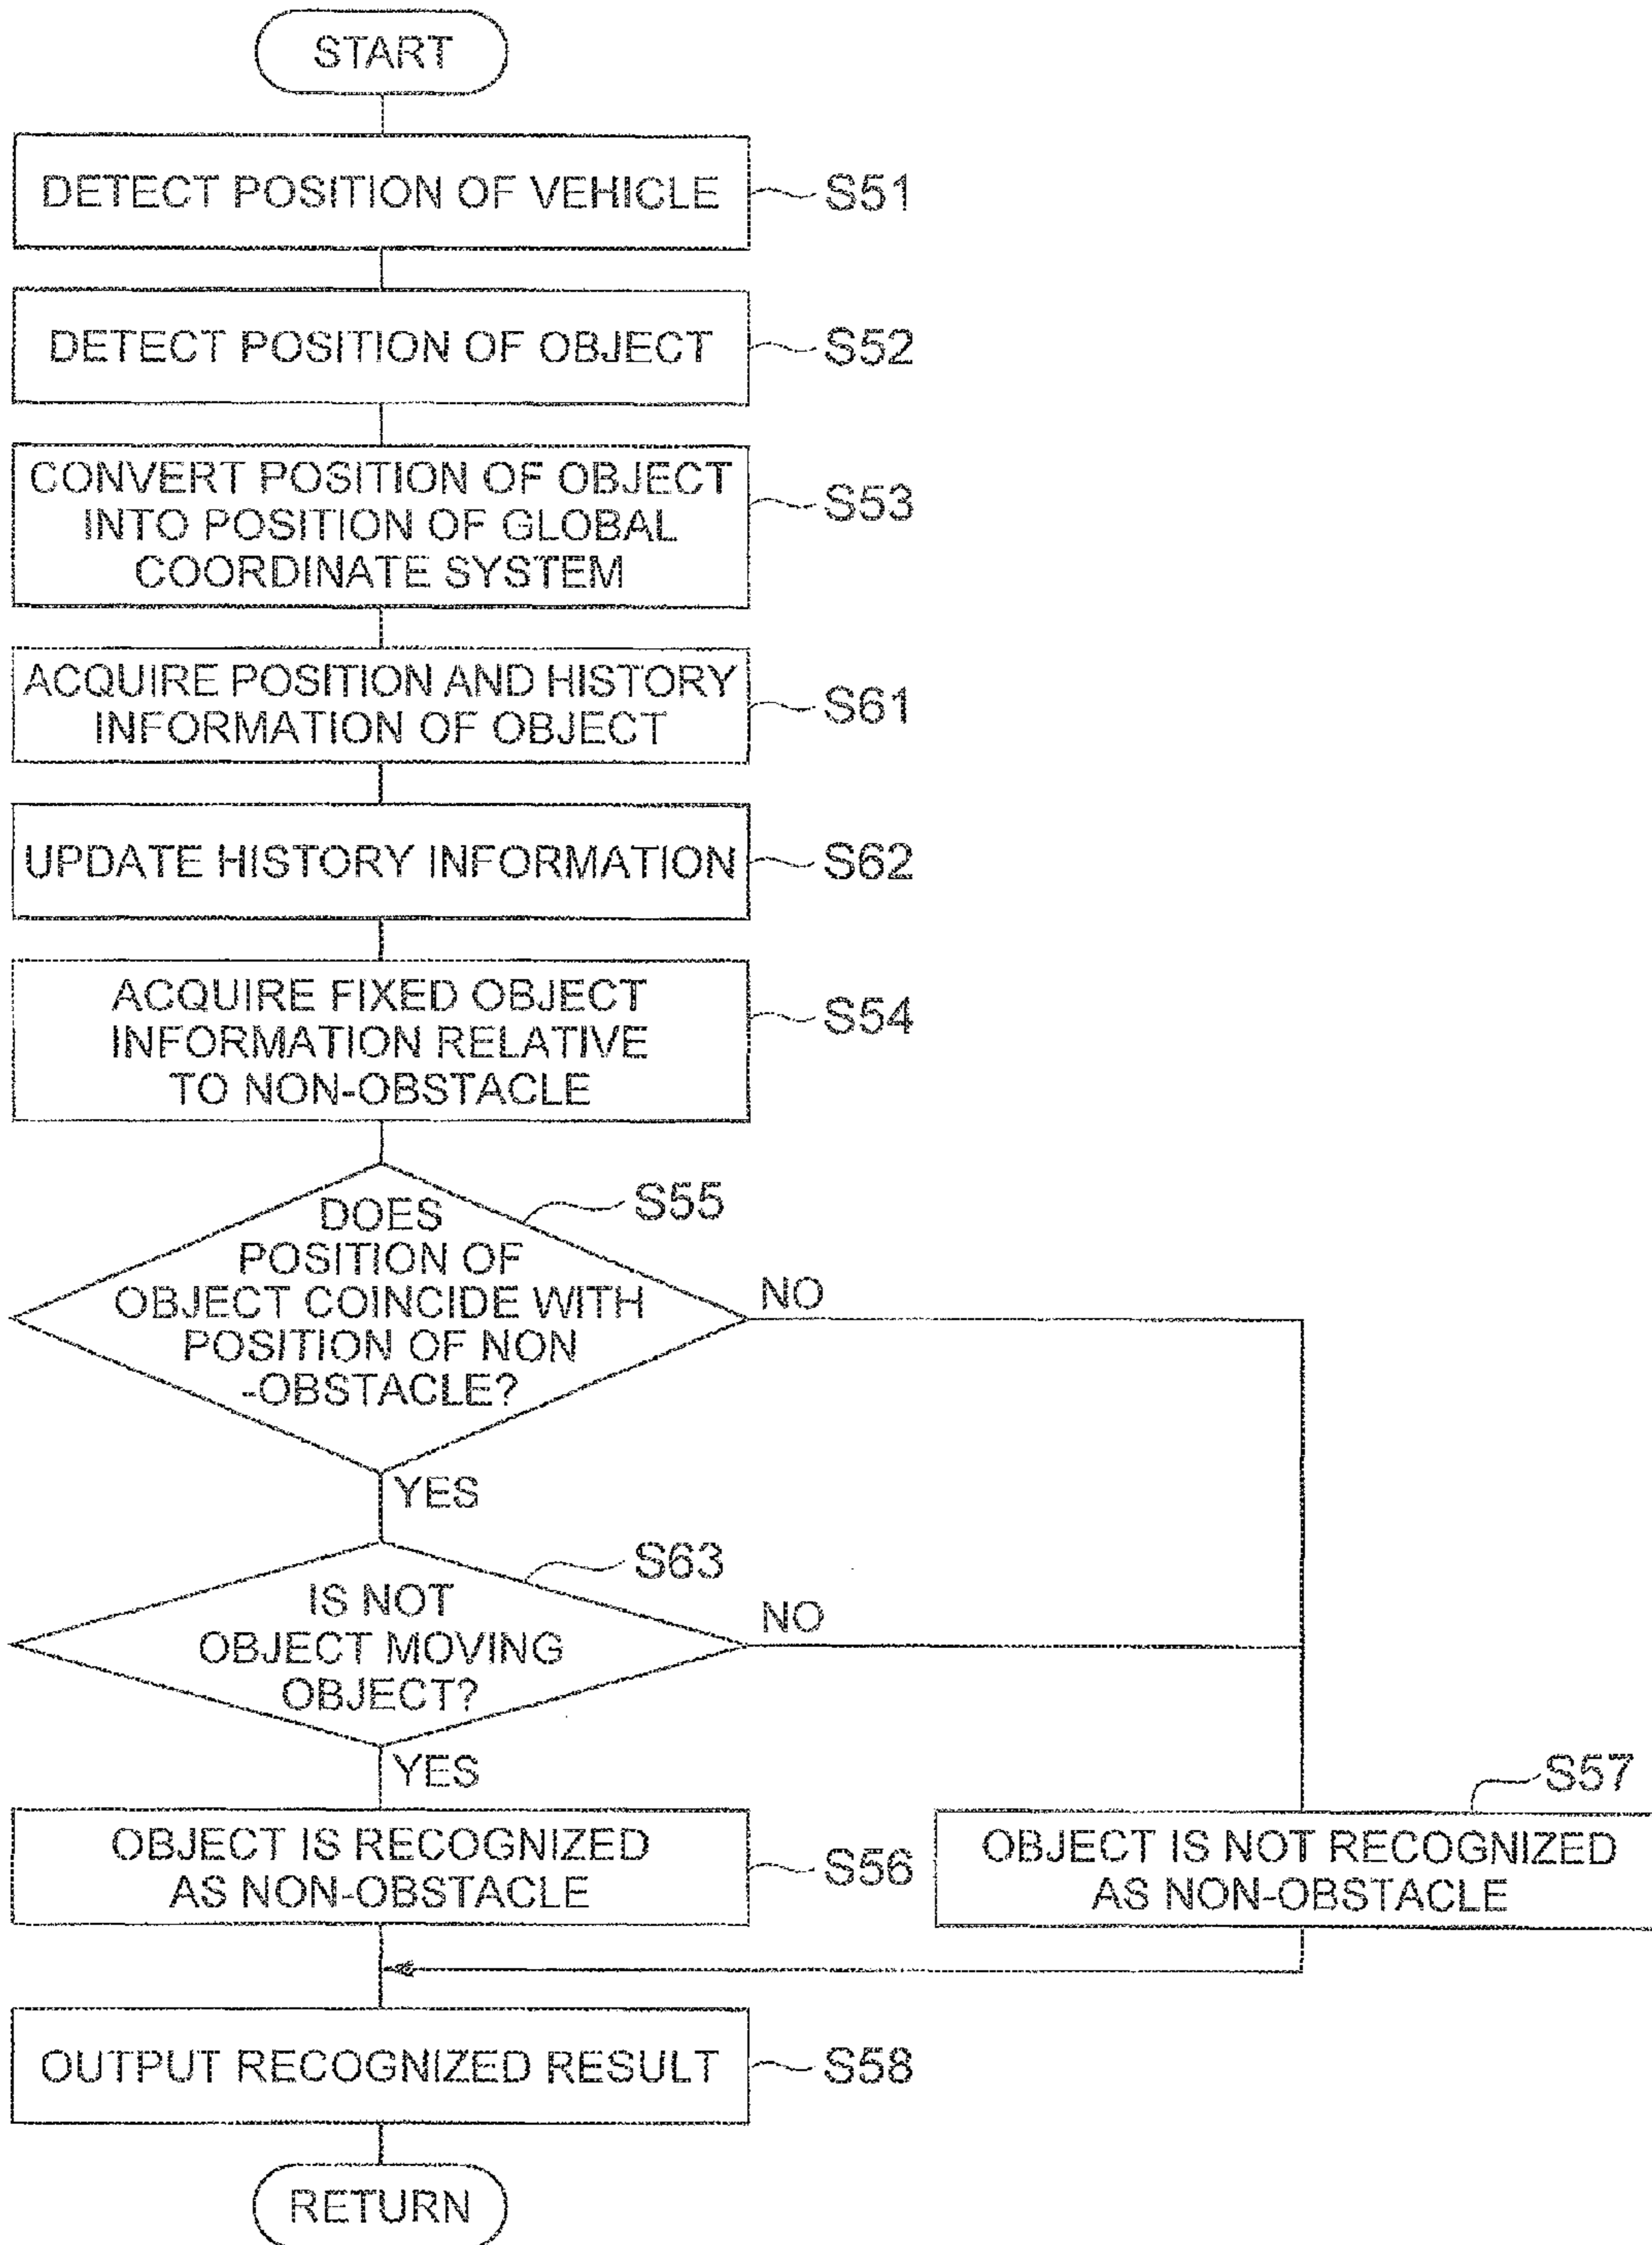 START
DETECT POSITION OF VEHICLE
S51
DETECT POSITION OF OBJECT
S52
CONVERT POSITION OF OBJECT
INTO POSITION OF GLOBAL
COORDINATE SYSTEM
S53
ACQUIRE POSITION AND HISTORY
INFORMATION OF OBJECT
S61
UPDATE HISTORY INFORMATION
S62
ACQUIRE FIXED OBJECT
INFORMATION RELATIVE
TO NON-OBSTACLE
S54
S55
DOES
POSITION OF
OBJECT COINCIDE WITH
POSITION OF NON
-OBSTACLE?
NO
YES
S63
IS NOT
OBJECT MOVING
OBJECT?
NO
YES
OBJECT IS RECOGNIZED
AS NON-OBSTACLE
S56
S57
OBJECT IS NOT RECOGNIZED
AS NON-OBSTACLE
OUTPUT RECOGNIZED RESULT
S58
RETURN